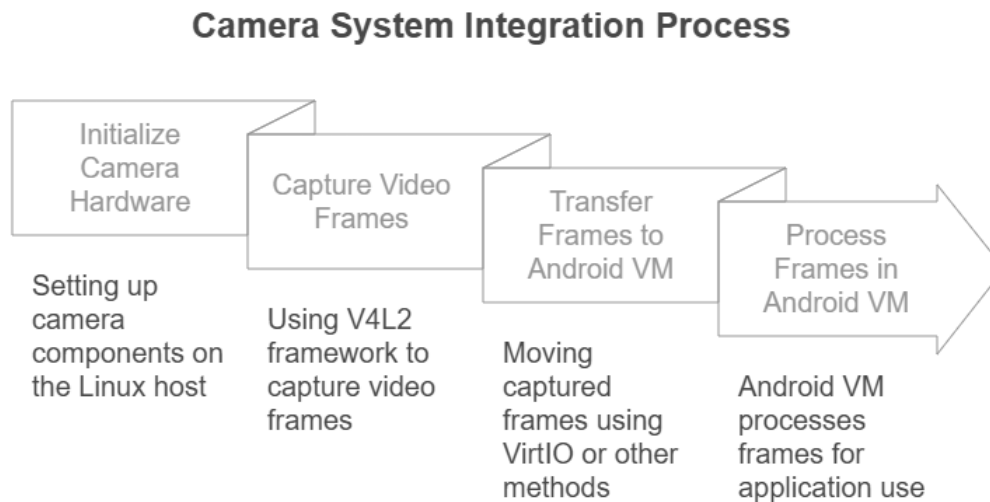 Camera System Integration Process
Initialize
Camera
Hardware
Setting up
camera
components on
the Linux host
Capture Video
Frames
Using V4L2
framework to
capture video
frames
Transfer
Frames to
Android VM
Moving
captured
frames using
VirtIO or other
methods
Process
Frames in
Android VM
Android VM
processes
frames for
application use